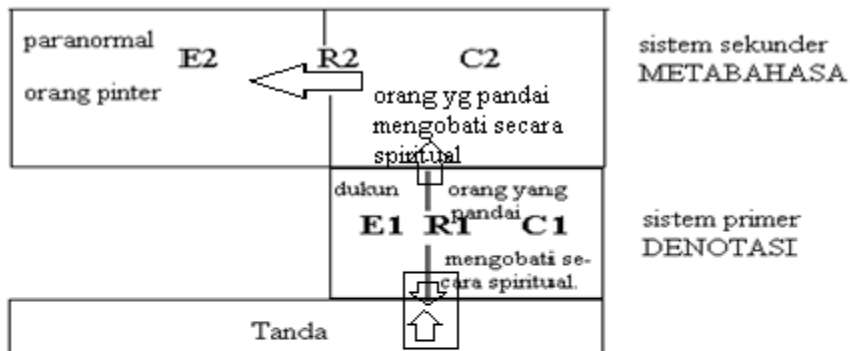 paranormal
E2 R2 C2
orang pinter
orang yg pandai
mengobati secara
spiritual
sistem sekunder
METABAHASA
dukun
orang yang
pandai
E1 R1 C1
mengobati se-
cara spiritual.
sistem primer
DENOTASI
Tanda